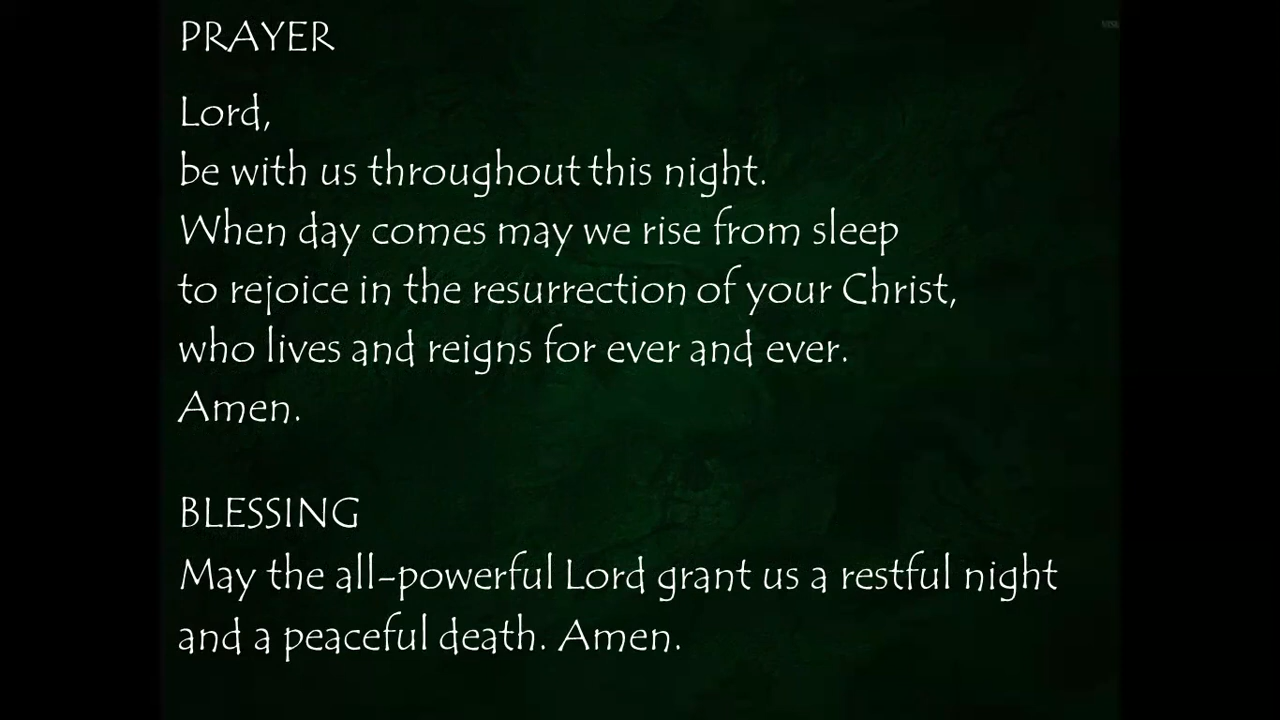 PRAYER
Lord,
be with us throughout this night.
When day comes may we rise from sleep
to rejoice in the resurrection of your Christ,
who lives and reigns for ever and ever.
Amen.
BLESSING
May the all-powerful Lord grant us a restful night
and a peaceful death. Amen.